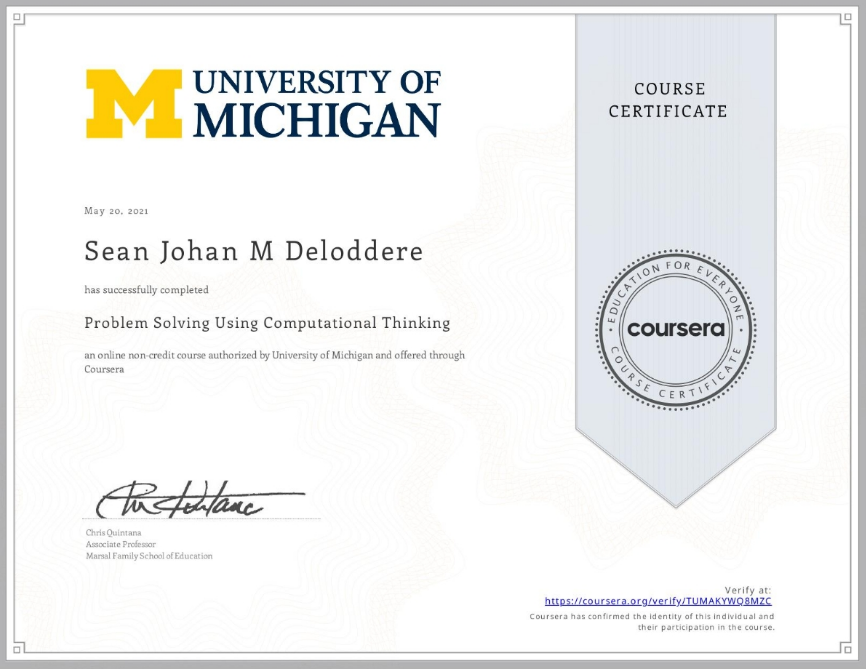 UNIVERSITY OF
MICHIGAN
COURSE
CERTIFICATE
May 20, 2021
Sean Johan M Deloddere
has successfully completed
Problem Solving Using Computational Thinking
an online non-credit course authorized by University of Michigan and offered through
Coursera
EDUCATION FOR EVERYONE
coursera
COURSE CERTIFICATE
Chris Quintana
Associate Professor
Marsal Family School of Education
Verify at:
https://coursera.org/verify/TUMAKYWQ8MZC
Coursera has confirmed the identity of this individual and
their participation in the course.